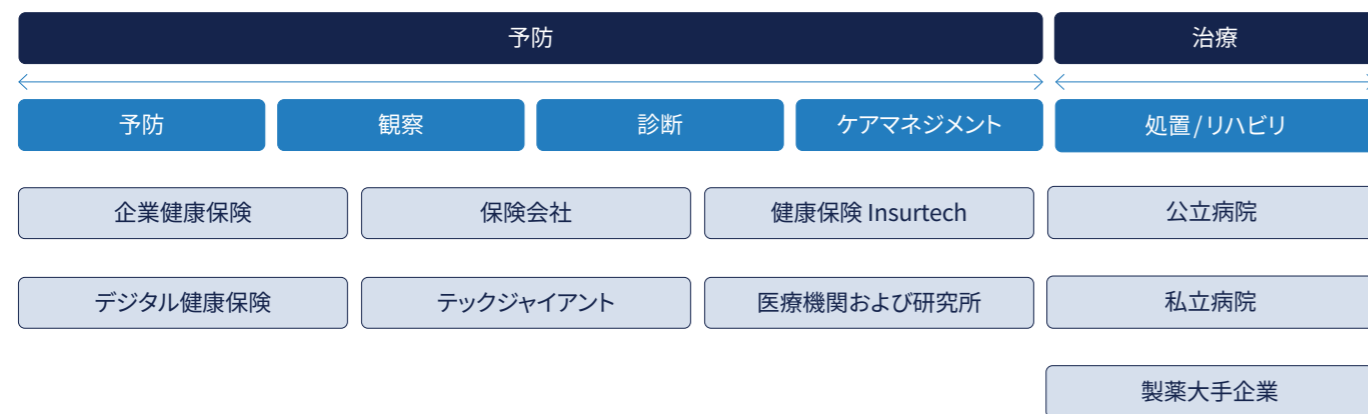 予防
治療
予防
観察
診断
ケアマネジメント
処置/リハビリ
企業健康保険
保険会社
健康保険 Insurtech
公立病院
デジタル健康保険
テックジャイアント
医療機関および研究所
私立病院
製薬大手企業